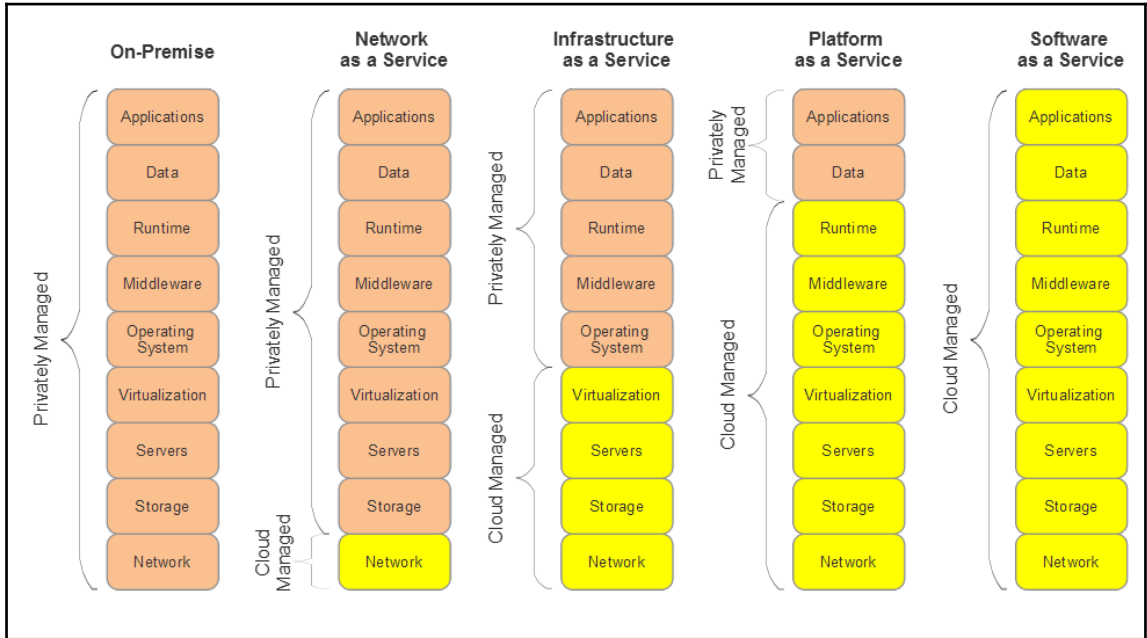 On-Premise
Privately Managed
Applications
Data
Runtime
Middleware
Operating
System
Virtualization
Servers
Storage
Network
Network
as a Service
Privately Managed
Cloud
Managed
Applications
Data
Runtime
Middleware
Operating
System
Virtualization
Servers
Storage
Network
Infrastructure
as a Service
Privately Managed
Cloud Managed
Applications
Data
Runtime
Middleware
Operating
System
Virtualization
Servers
Storage
Network
Platform
as a Service
Privately
Managed
Cloud Managed
Applications
Data
Runtime
Middleware
Operating
System
Virtualization
Servers
Storage
Network
Software
as a Service
Cloud Managed
Applications
Data
Runtime
Middleware
Operating
System
Virtualization
Servers
Storage
Network